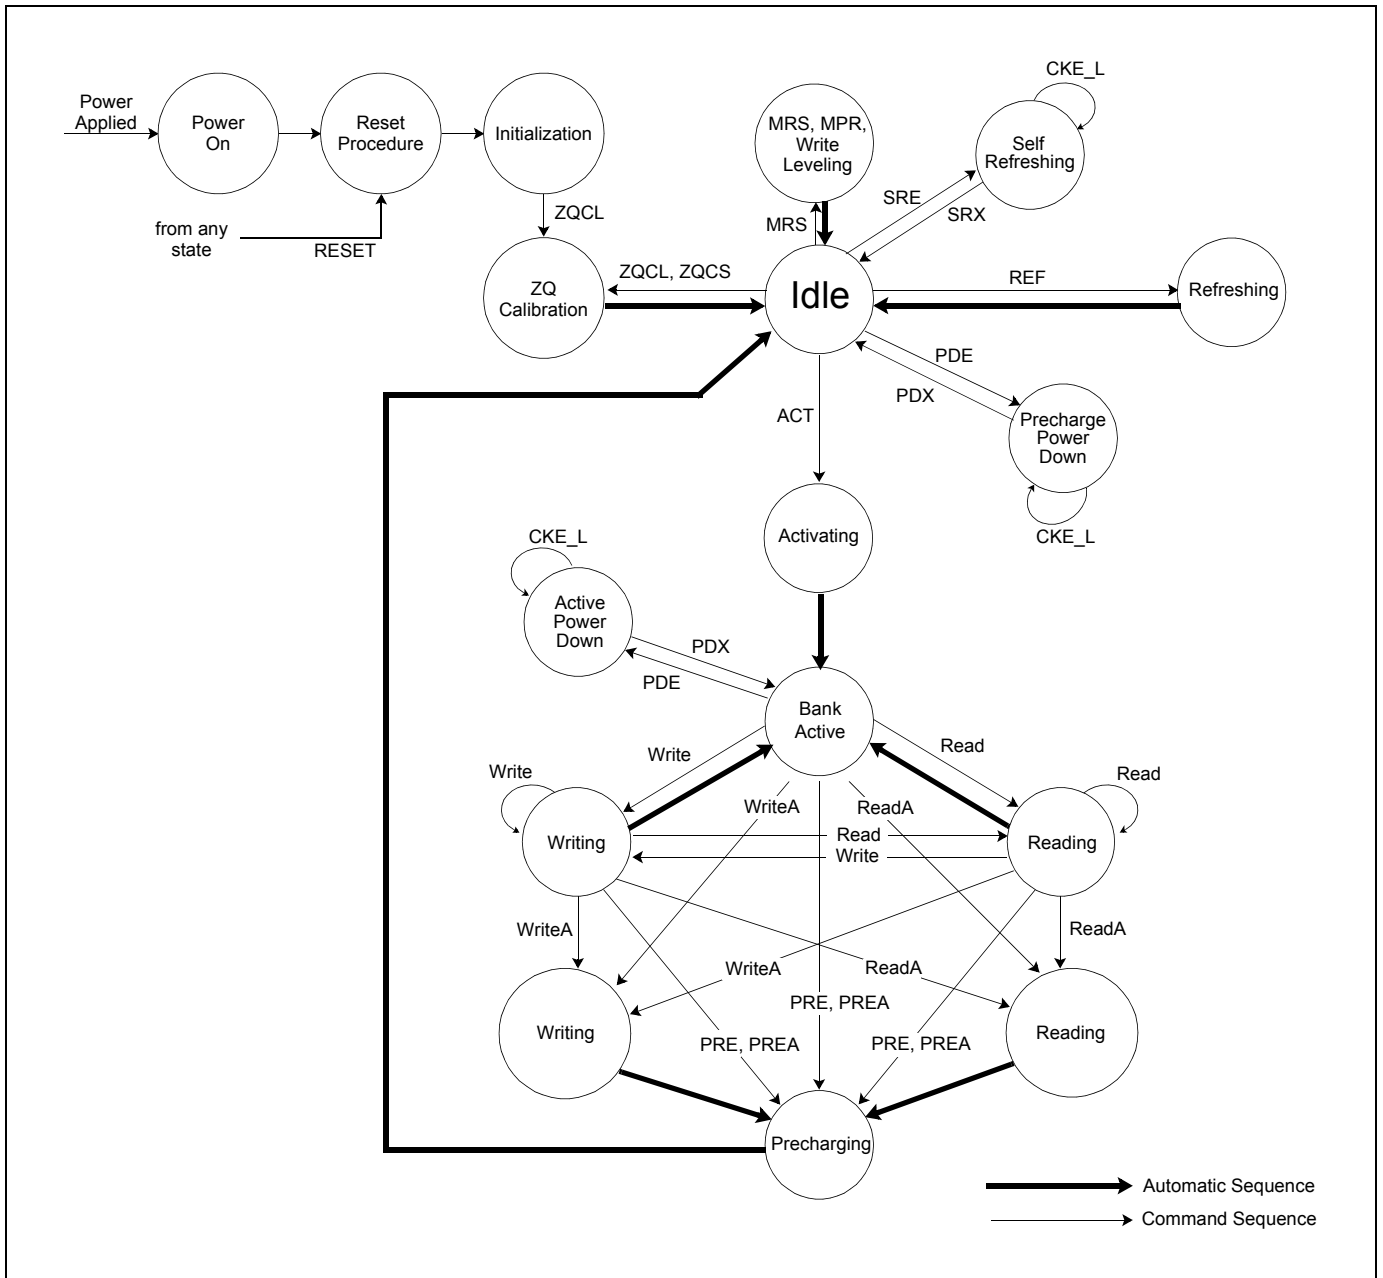 CKE_L
Power
Applied
Power
On
Reset
Procedure
Initialization
MRS, MPR,
Write
Leveling
Self
Refreshing
from any
state
RESET
ZQCL
MRS
SRE
SRX
ZQ
Calibration
ZQCL, ZQCS
Idle
REF
Refreshing
PDE
PDX
ACT
Precharge
Power
Down
CKE_L
Activating
CKE_L
Active
Power
Down
PDX
PDE
Bank
Active
Write
Read
Write
Read
WriteA
ReadA
Writing
Read
Write
Reading
WriteA
ReadA
WriteA
ReadA
Writing
PRE, PREA
Reading
PRE, PREA
PRE, PREA
Precharging
Automatic Sequence
Command Sequence